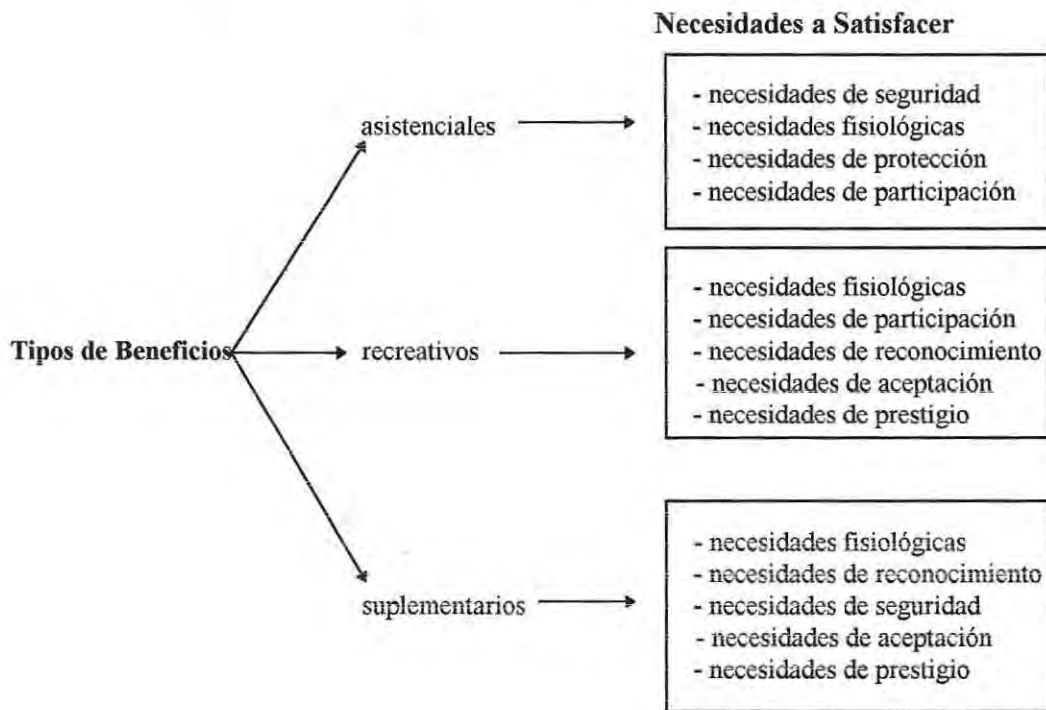 Necesidades a Satisfacer
asistenciales
- necesidades de seguridad
- necesidades fisiológicas
- necesidades de protección
- necesidades de participación
Tipos de Beneficios
recreativos
- necesidades fisiológicas
- necesidades de participación
- necesidades de reconocimiento
- necesidades de aceptación
- necesidades de prestigio
suplementarios
- necesidades fisiológicas
- necesidades de reconocimiento
- necesidades de seguridad
- necesidades de aceptación
- necesidades de prestigio